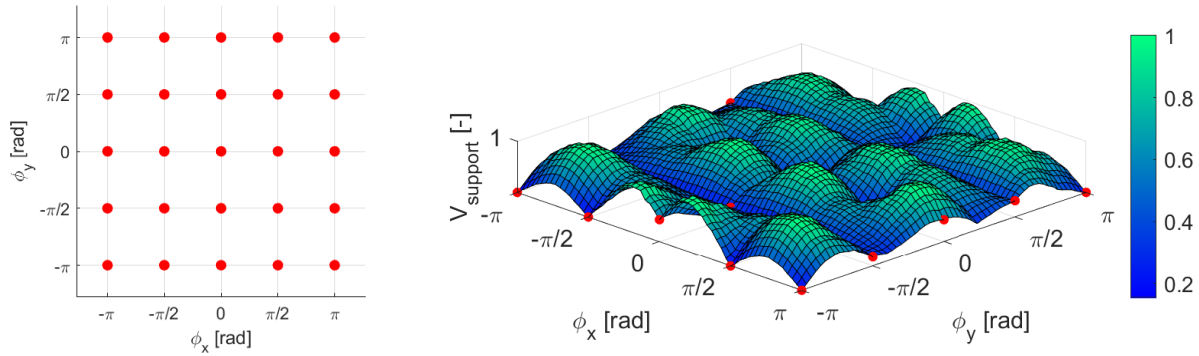 π
π/2
0
-π/2
-π
ϕy [rad]
-π -π/2 0 π/2 π
ϕx [rad]
1
Vsupport [-]
-π
-π/2
0
π/2
π
ϕx [rad]
-π
-π/2
0
π/2
π
ϕy [rad]
1
0.8
0.6
0.4
0.2